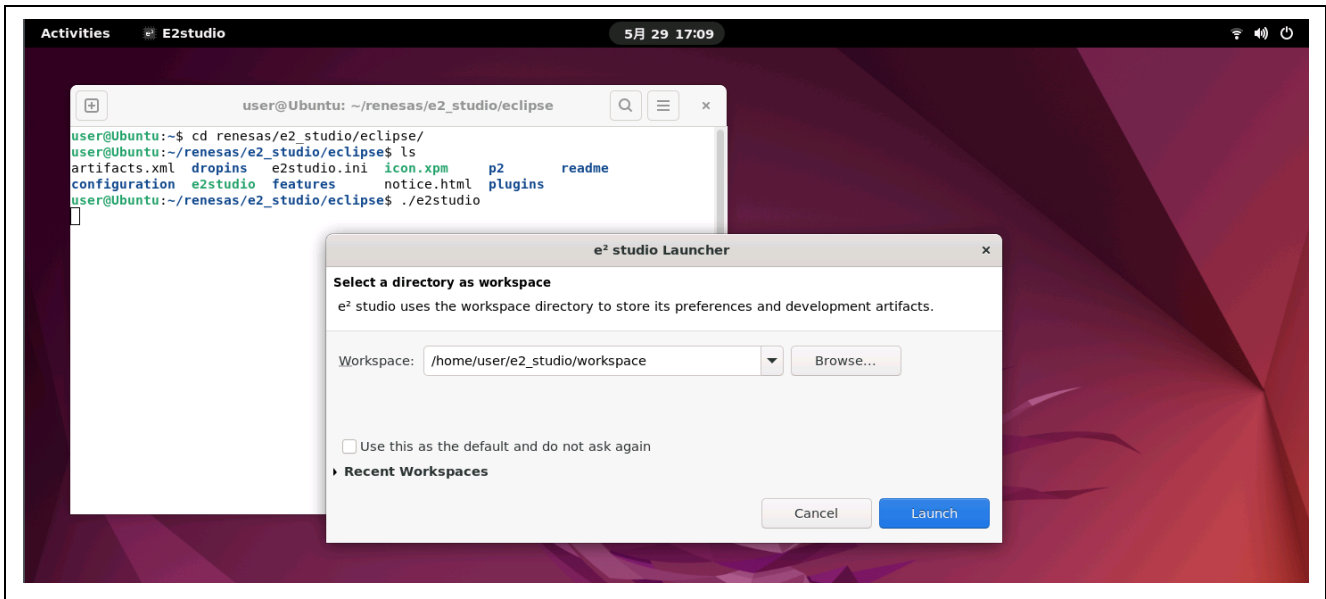 Activities E2studio 5月 29 17:09
user@Ubuntu: ~/renesas/e2_studio/eclipse
user@Ubuntu:~$ cd renesas/e2_studio/eclipse/
user@Ubuntu:~/renesas/e2_studio/eclipse$ ls
artifacts.xml dropins e2studio.ini icon.xpm p2 readme
configuration e2studio features notice.html plugins
user@Ubuntu:~/renesas/e2_studio/eclipse$ ./e2studio
e² studio Launcher
Select a directory as workspace
e² studio uses the workspace directory to store its preferences and development artifacts.
Workspace: /home/user/e2_studio/workspace Browse...
Use this as the default and do not ask again
Recent Workspaces
Cancel Launch